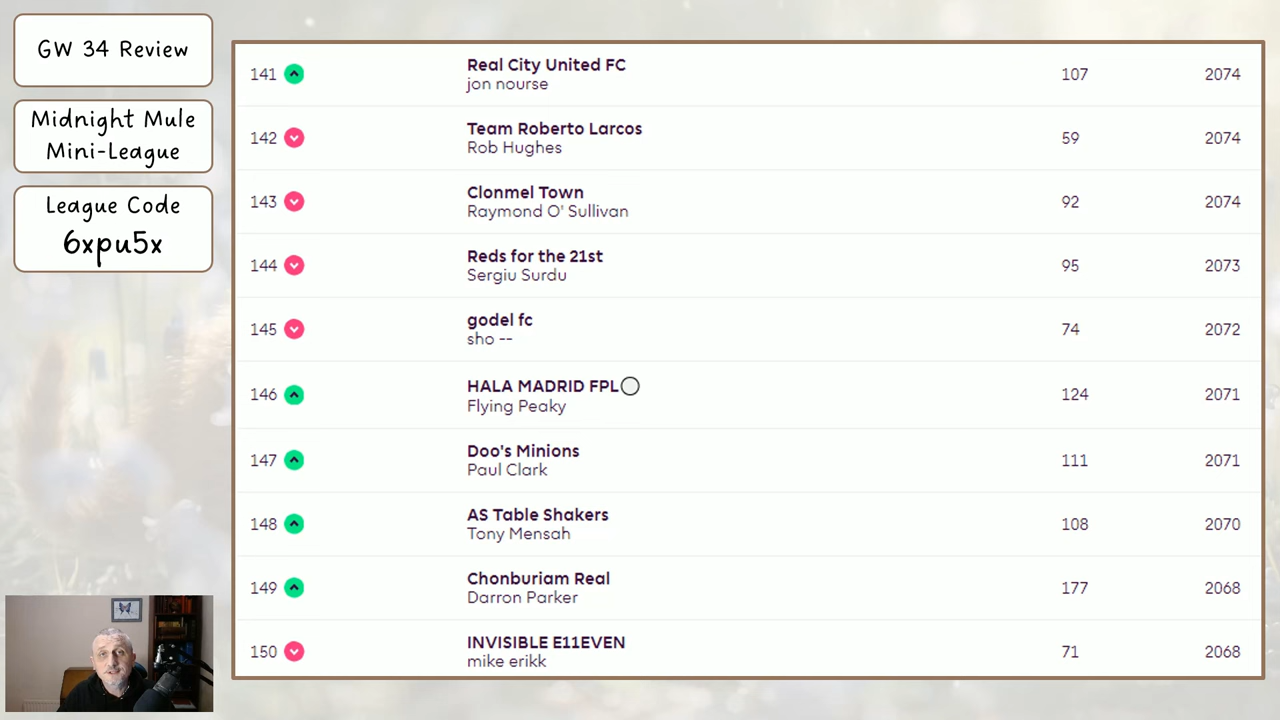 GW 34 Review
Midnight Mule
Mini-League
League Code
6xpu5x
141 Real City United FC 107 2074
jon nourse
142 Team Roberto Larcos 59 2074
Rob Hughes
143 Clonmel Town 92 2074
Raymond O' Sullivan
144 Reds for the 21st 95 2073
Sergiu Surdu
145 godel fc 74 2072
sho --
146 HALA MADRID FPL 124 2071
Flying Peaky
147 Doo's Minions 111 2071
Paul Clark
148 AS Table Shakers 108 2070
Tony Mensah
149 Chonburiam Real 177 2068
Darron Parker
150 INVISIBLE E11EVEN 71 2068
mike erikk